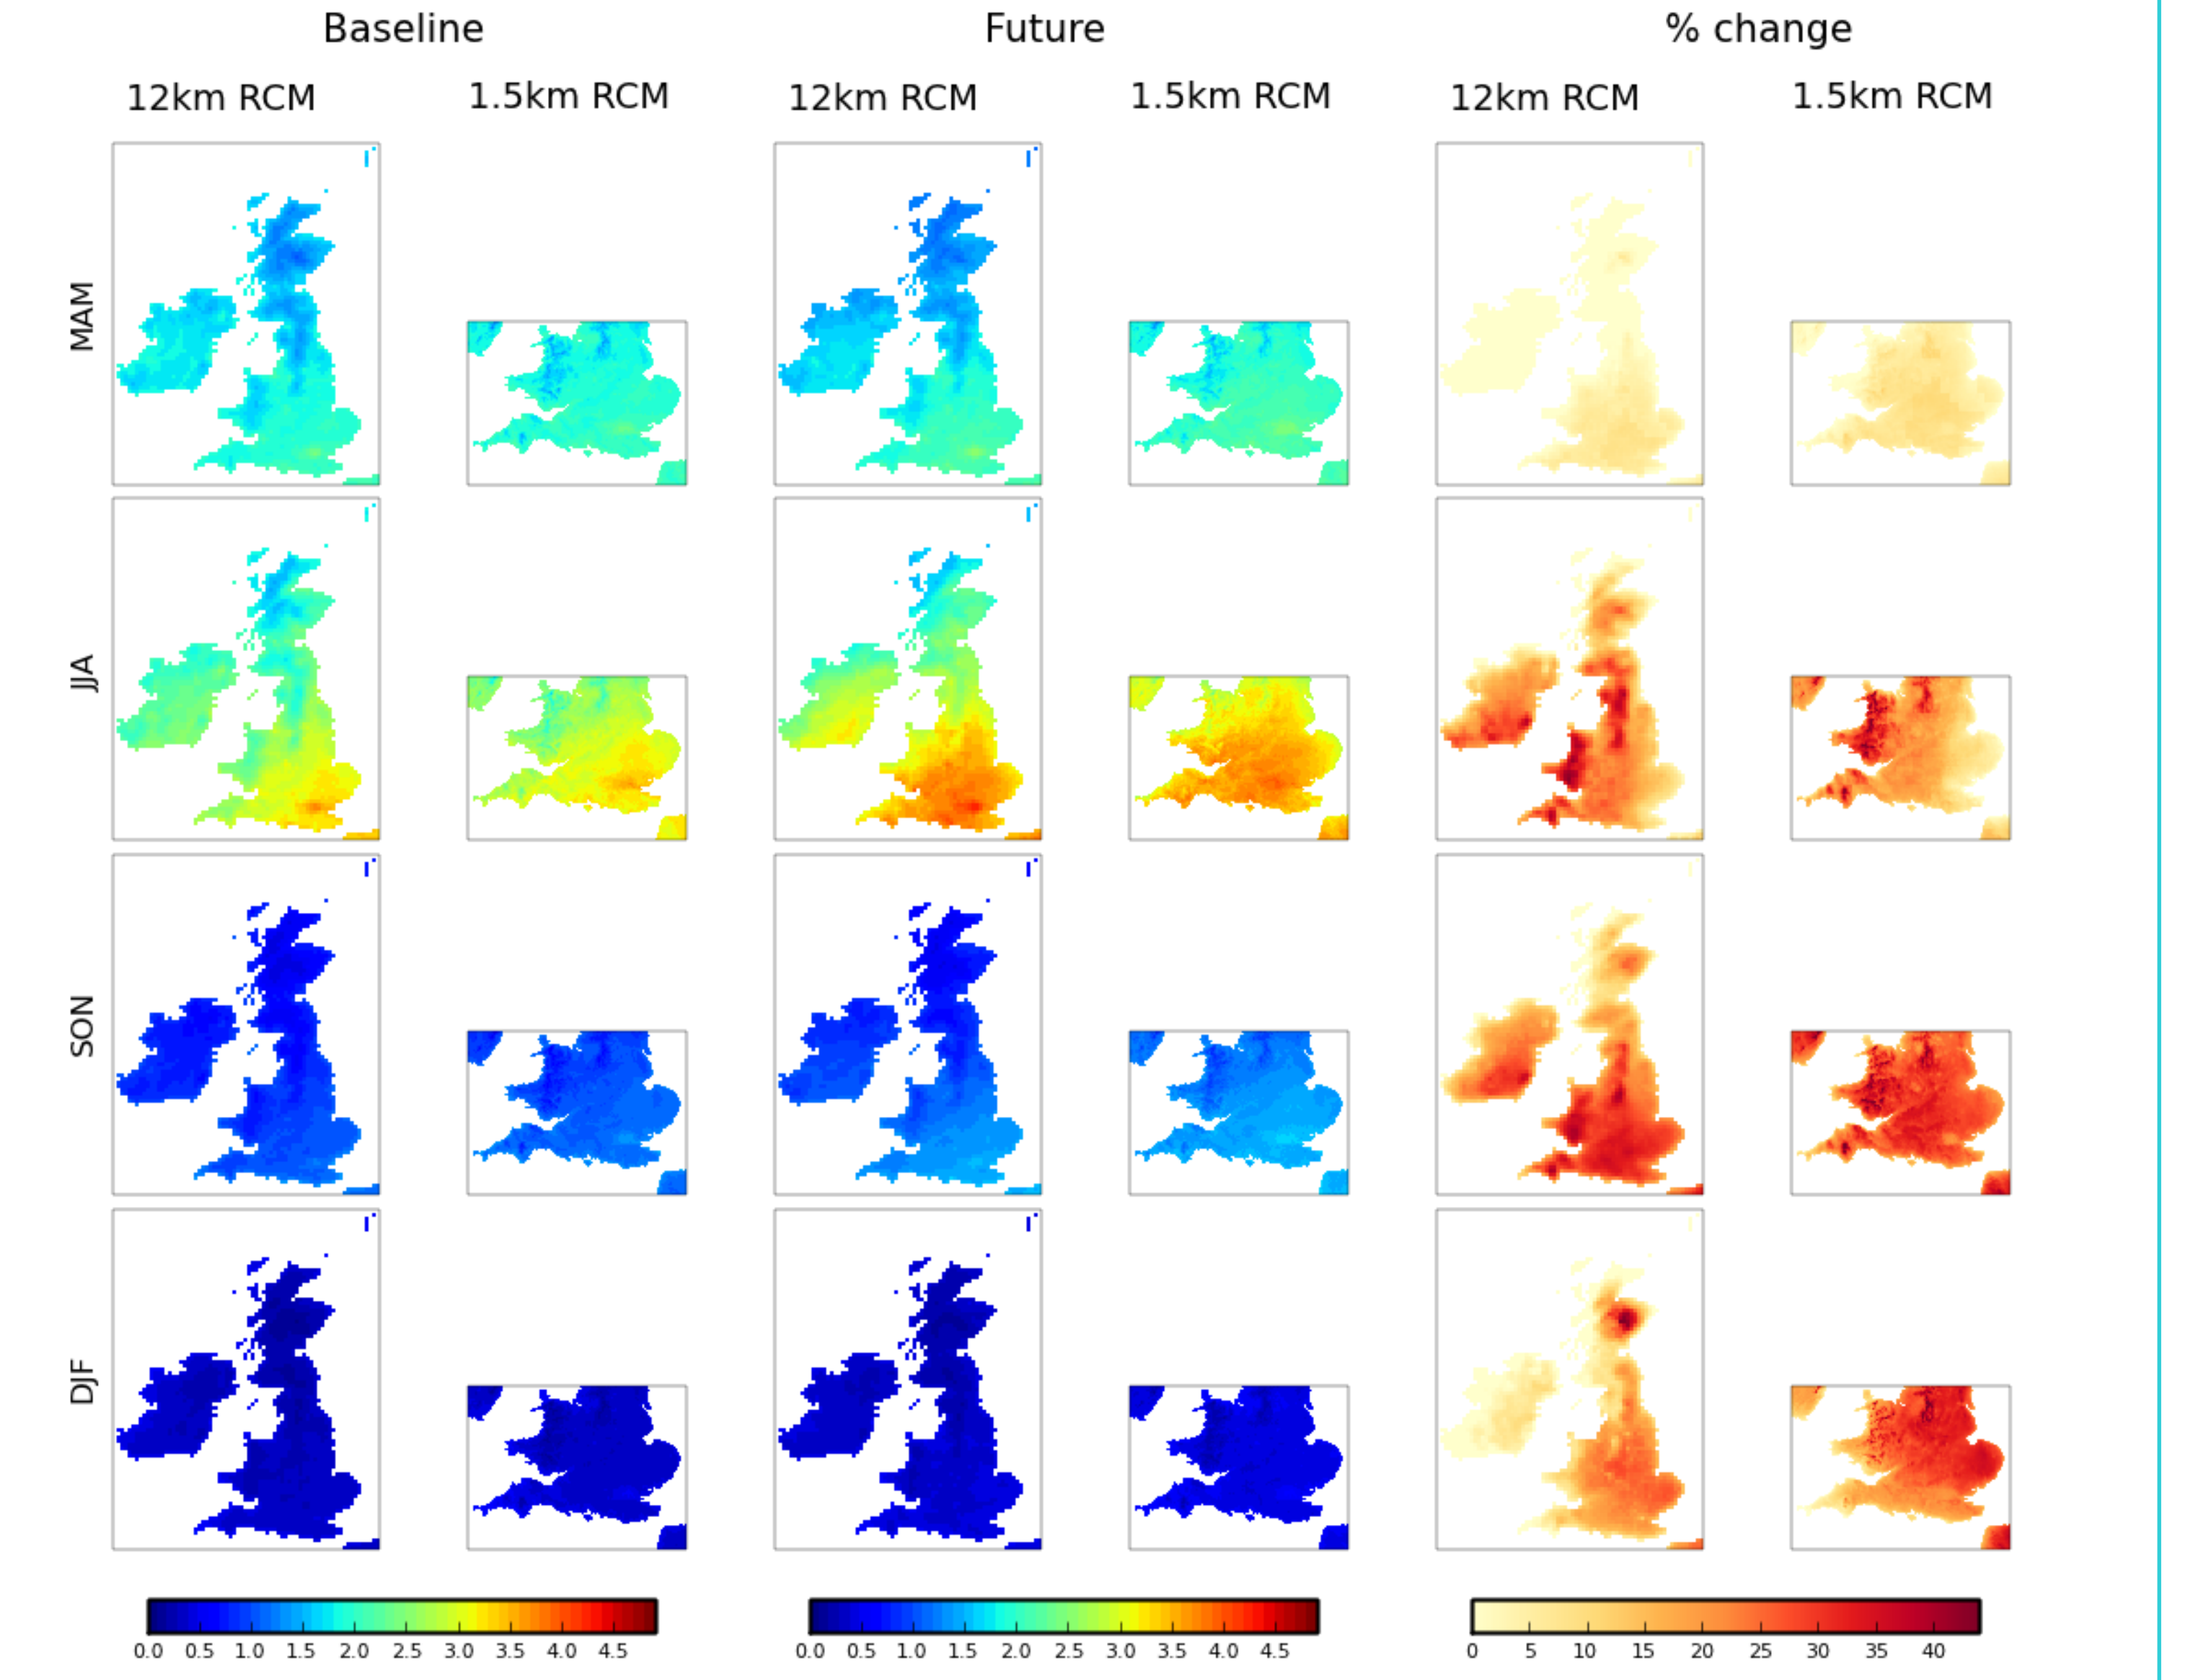 Baseline Future % change
12km RCM 1.5km RCM 12km RCM 1.5km RCM 12km RCM 1.5km RCM
MAM
JJA
SON
DJF
0.0 0.5 1.0 1.5 2.0 2.5 3.0 3.5 4.0 4.5 0.0 0.5 1.0 1.5 2.0 2.5 3.0 3.5 4.0 4.5 0 5 10 15 20 25 30 35 40